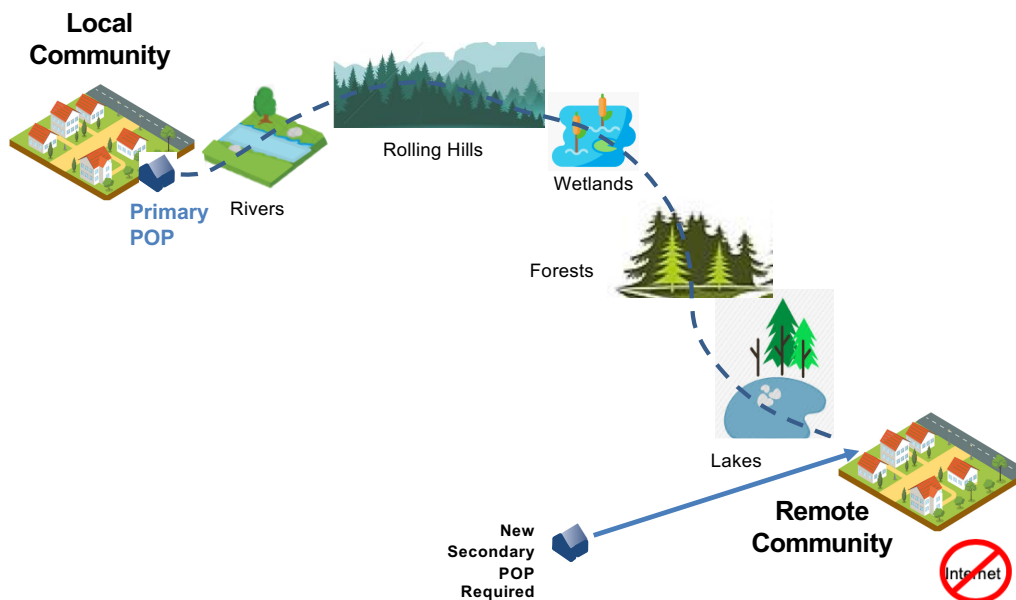 Local
Community
Primary
POP
Rivers
Rolling Hills
Wetlands
Forests
Lakes
New
Secondary
POP
Required
Remote
Community
Internet